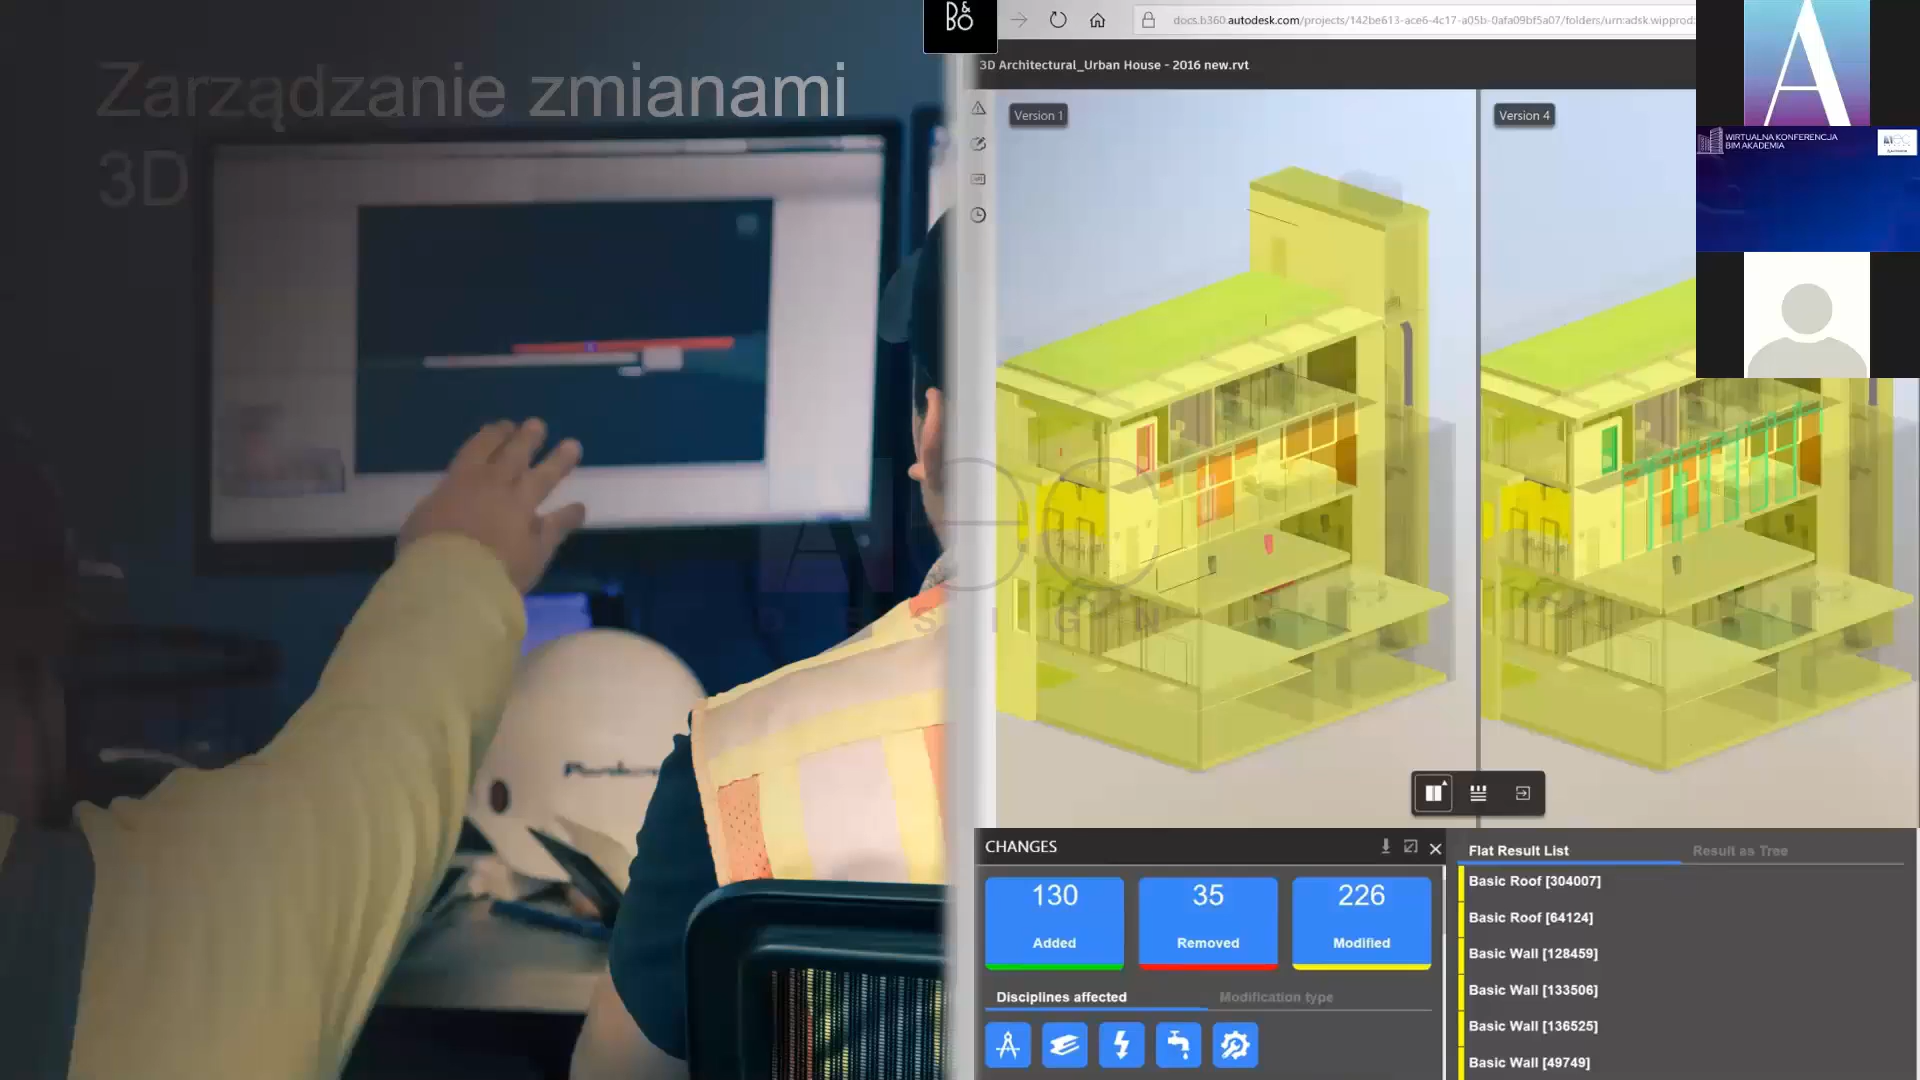 Zarządzanie zmianami
3D
B&
BO
docs.b360.autodesk.com/projects/142be613-ace6-4c17-a05b-0afa09bf5a07/folders/urn:adsk.wipprod:
3D Architectural_Urban House - 2016 new.rvt
Version 1
Version 4
A
WIRTUALNA KONFERENCJA
BIM AKADEMIA
AEC
DESIGN
CHANGES
130
Added
35
Removed
226
Modified
Disciplines affected
Modification type
Flat Result List
Result as Tree
Basic Roof [304007]
Basic Roof [64124]
Basic Wall [128459]
Basic Wall [133506]
Basic Wall [136525]
Basic Wall [49749]